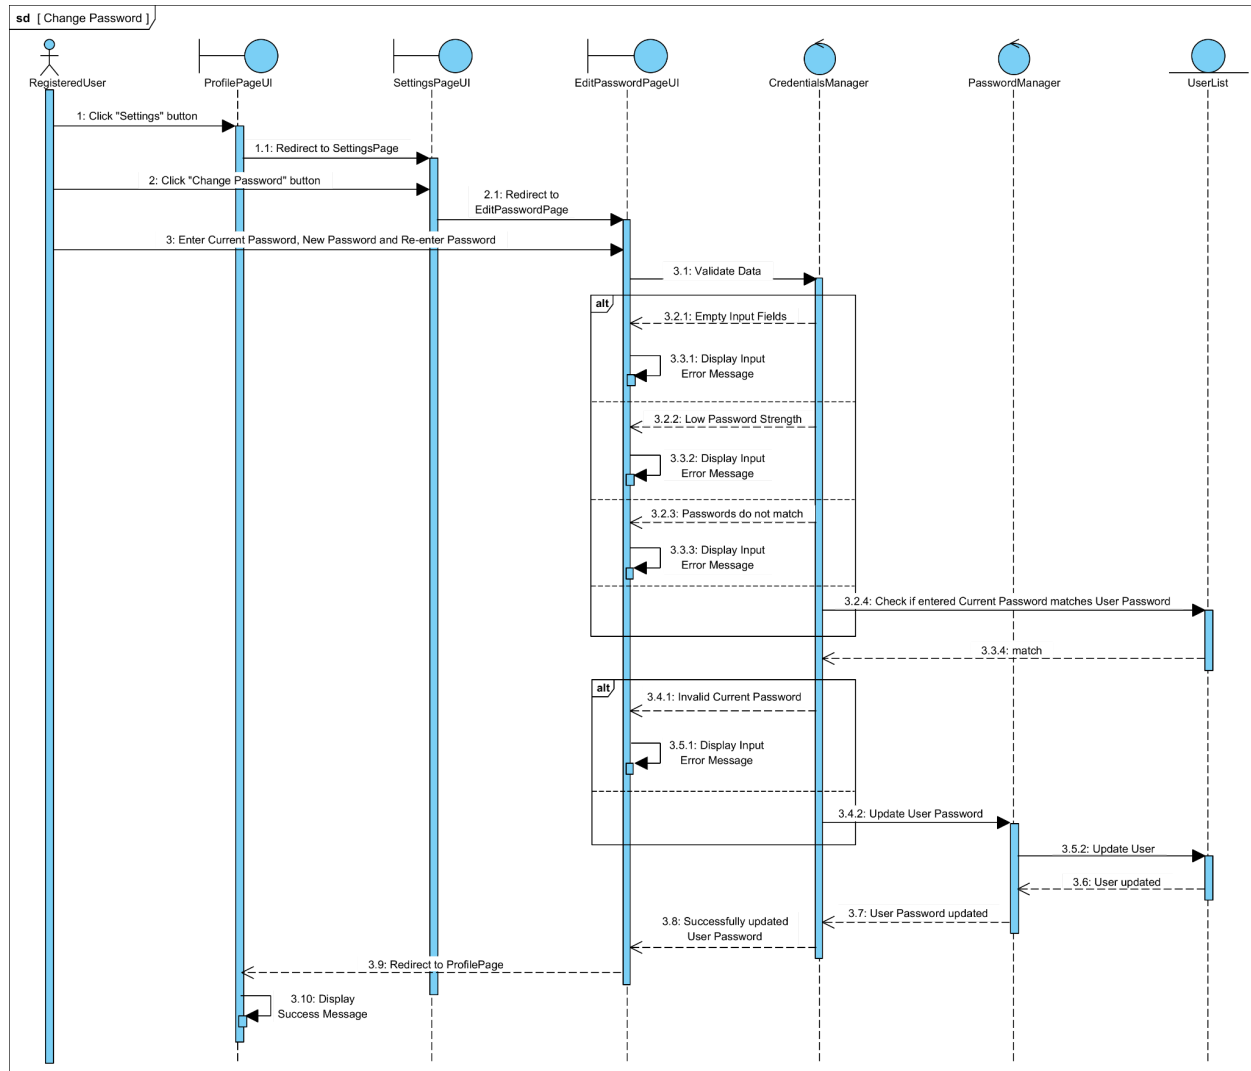 sd [ Change Password ]
RegisteredUser
ProfilePageUI
SettingsPageUI
EditPasswordPageUI
CredentialsManager
PasswordManager
UserList
1: Click "Settings" button
1.1: Redirect to SettingsPage
2: Click "Change Password" button
2.1: Redirect to
EditPasswordPage
3: Enter Current Password, New Password and Re-enter Password
3.1: Validate Data
alt
3.2.1: Empty Input Fields
3.3.1: Display Input
Error Message
3.2.2: Low Password Strength
3.3.2: Display Input
Error Message
3.2.3: Passwords do not match
3.3.3: Display Input
Error Message
3.2.4: Check if entered Current Password matches User Password
3.3.4: match
alt
3.4.1: Invalid Current Password
3.5.1: Display Input
Error Message
3.4.2: Update User Password
3.5.2: Update User
3.6: User updated
3.7: User Password updated
3.8: Successfully updated
User Password
3.9: Redirect to ProfilePage
3.10: Display
Success Message